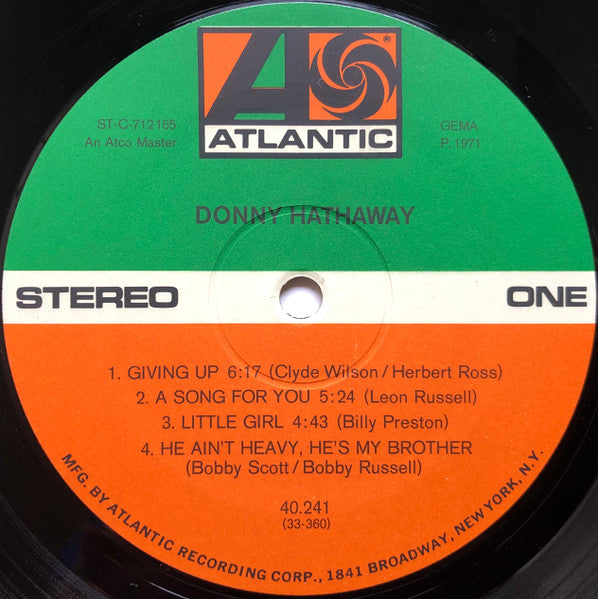 ATLANTIC
®
ST-C-712165
An Atco Master
GEMA
P. 1971
DONNY HATHAWAY
STEREO
ONE
1. GIVING UP 6:17 (Clyde Wilson/Herbert Ross)
2. A SONG FOR YOU 5:24 (Leon Russell)
3. LITTLE GIRL 4:43 (Billy Preston)
4. HE AIN'T HEAVY, HE'S MY BROTHER
(Bobby Scott/Bobby Russell)
40.241
(33-360)
MFG. BY ATLANTIC RECORDING CORP., 1841 BROADWAY, NEW YORK, N.Y.